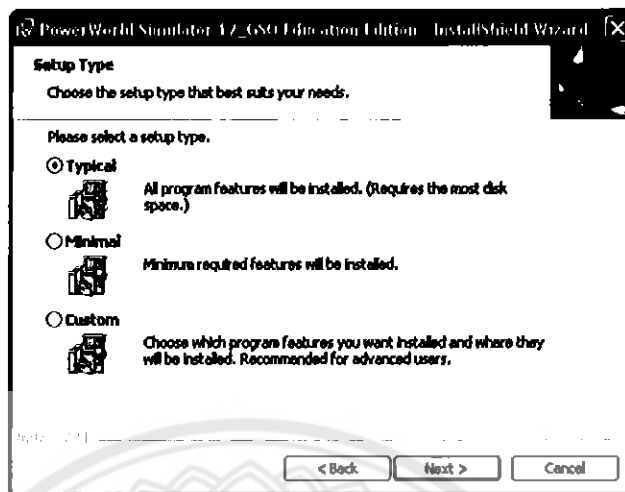 PowerWorld Simulator 12_GSO Education Edition - InstallShield Wizard
Setup Type
Choose the setup type that best suits your needs.
Please select a setup type.
Typical
All program features will be installed. (Requires the most disk
space.)
Minimal
Minimum required features will be installed.
Custom
Choose which program features you want installed and where they
will be installed. Recommended for advanced users.
< Back
Next >
Cancel